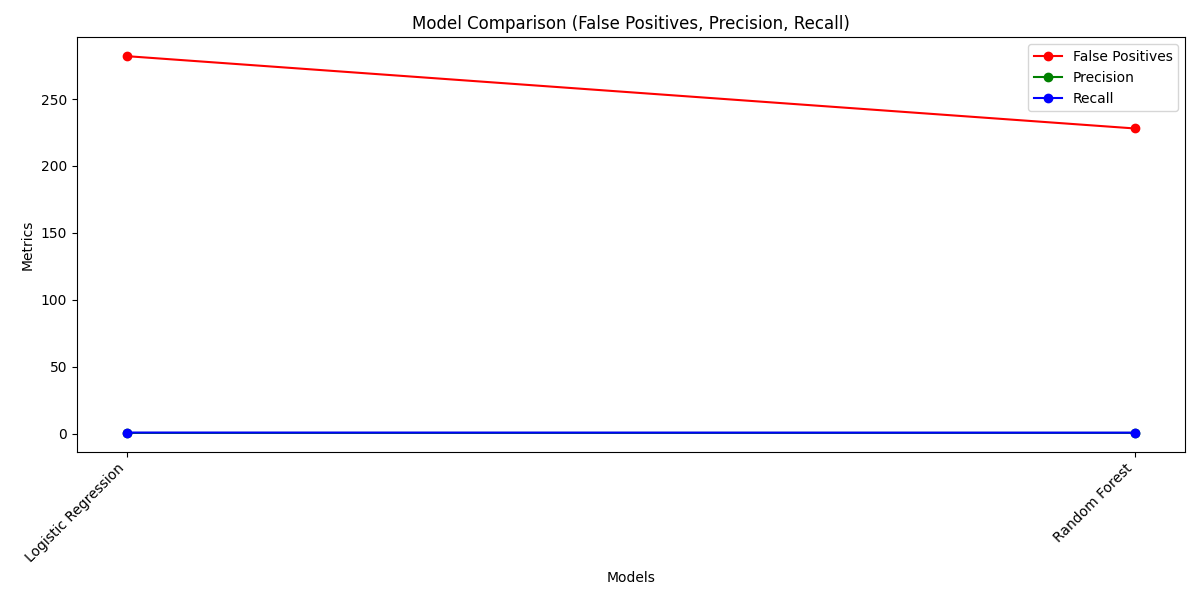 Model Comparison (False Positives, Precision, Recall)
False Positives
Precision
Recall
250
200
150
100
50
0
Metrics
Logistic Regression
Random Forest
Models